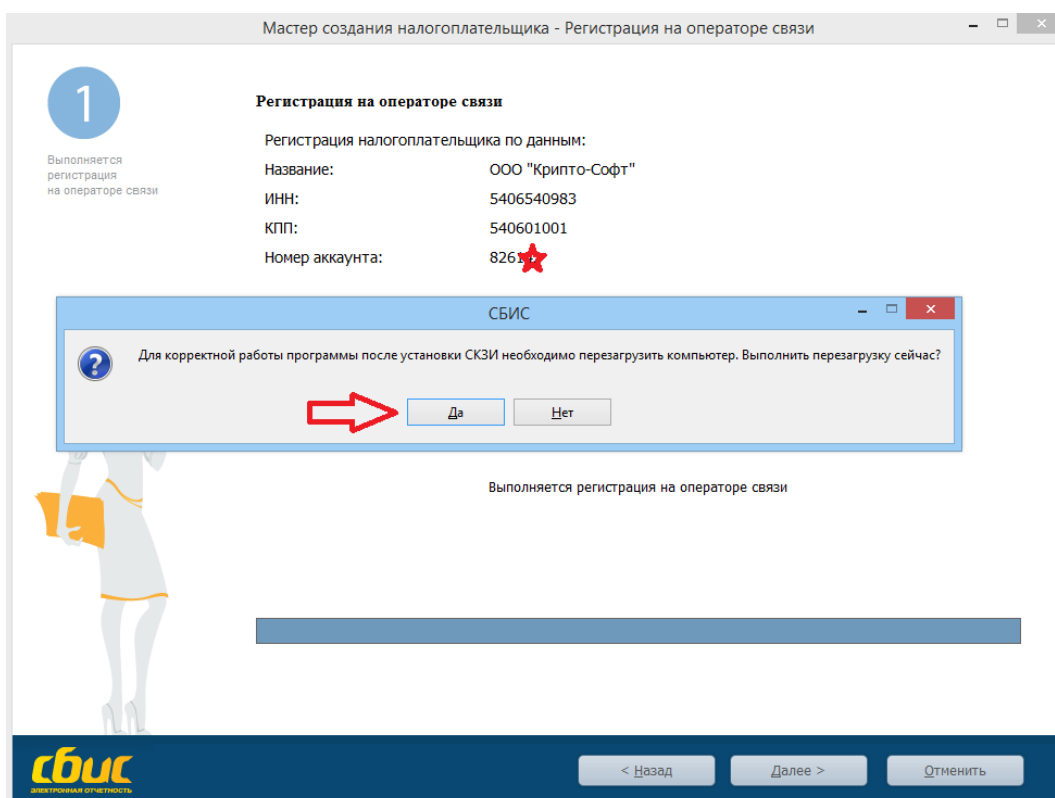 Мастер создания налогоплательщика - Регистрация на операторе связи
1
Выполняется
регистрация
на операторе связи
Регистрация на операторе связи
Регистрация налогоплательщика по данным:
Название: ООО "Крипто-Софт"
ИНН: 5406540983
КПП: 540601001
Номер аккаунта: 826
СБИС
Для корректной работы программы после установки СКЗИ необходимо перезагрузить компьютер. Выполнить перезагрузку сейчас?
Да Нет
Выполняется регистрация на операторе связи
сбис
ЭЛЕКТРОННАЯ ОТЧЕТНОСТЬ
< Назад Далее > Отменить